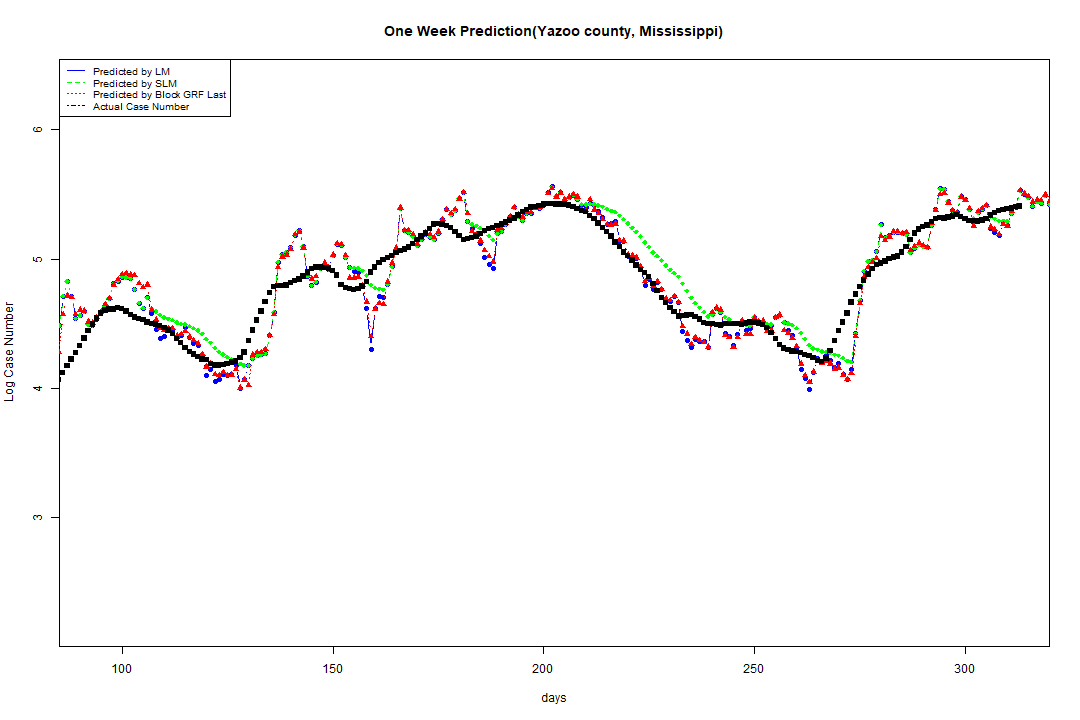 One Week Prediction(Yazoo county, Mississippi)
Predicted by LM
Predicted by SLM
Predicted by Block GRF Last
Actual Case Number
6
5
4
3
Log Case Number
100 150 200 250 300
days